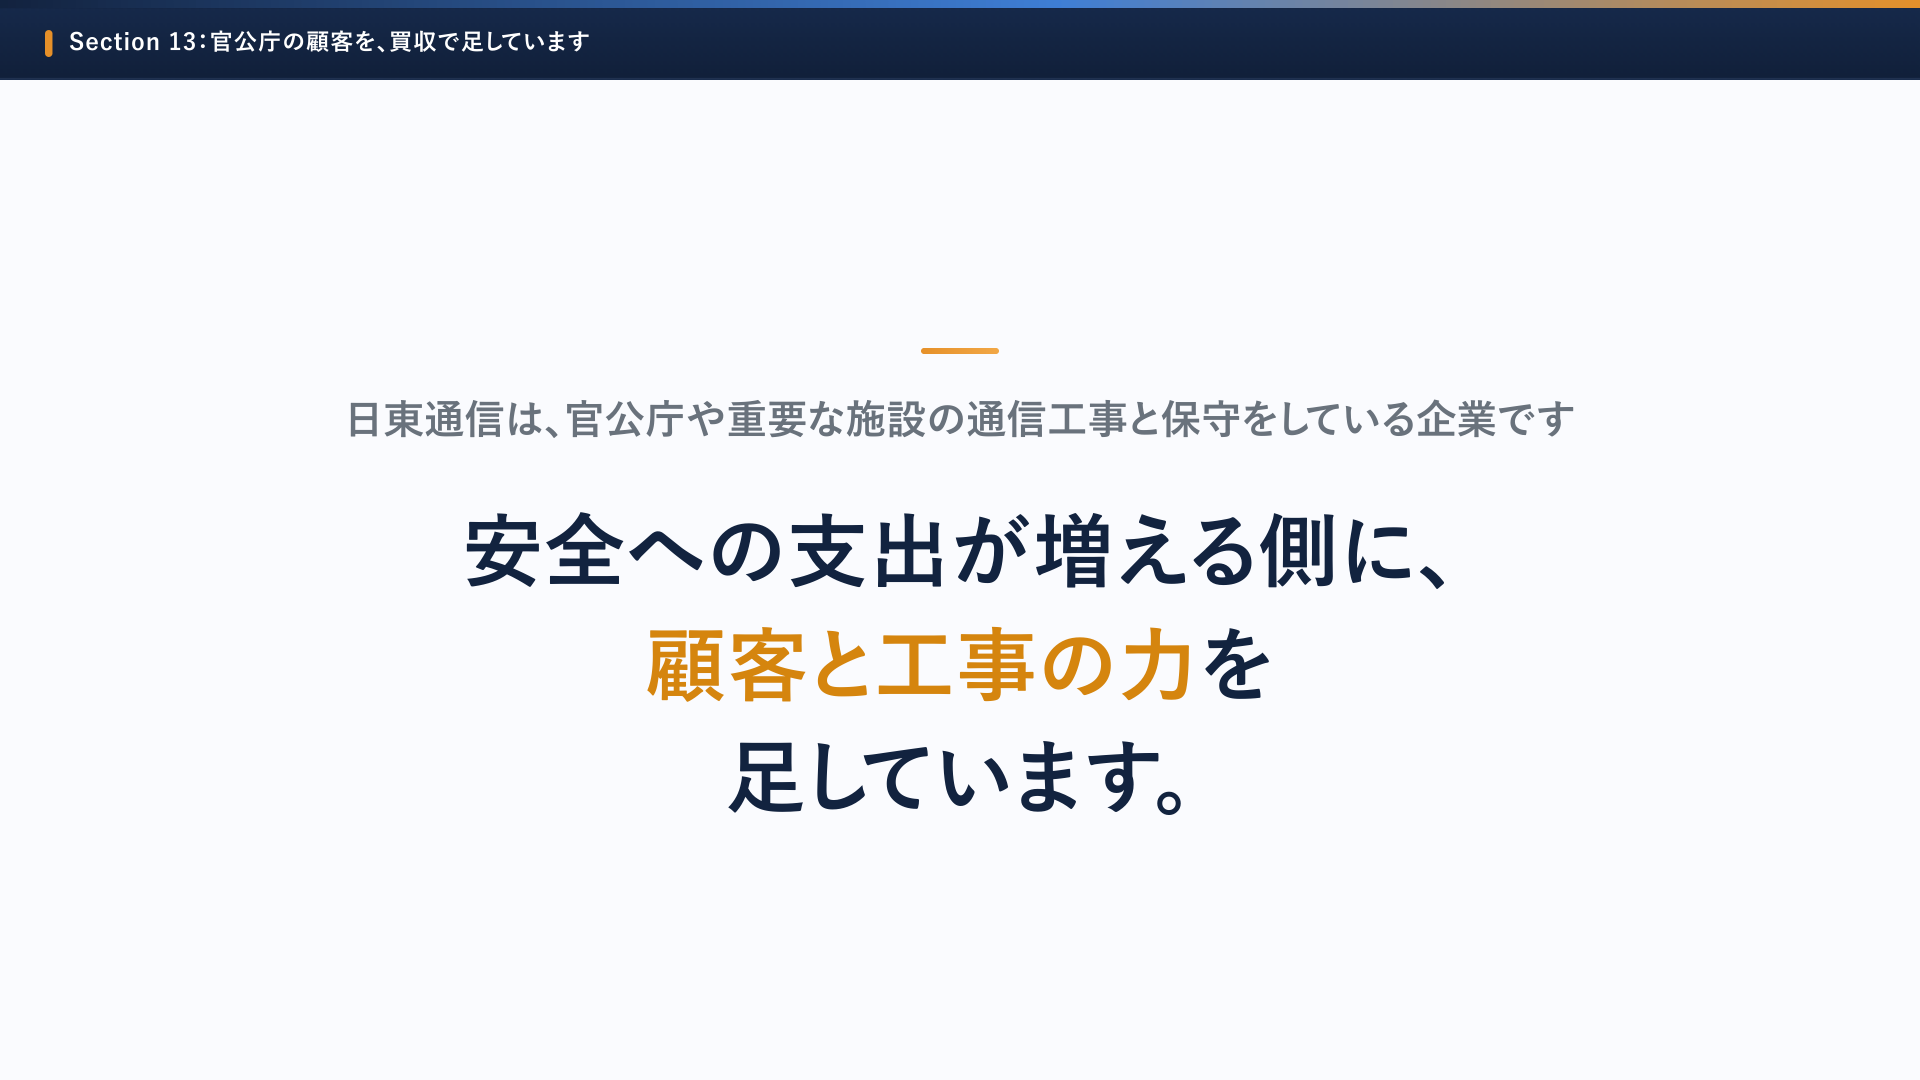 Section 13：官公庁の顧客を、買収で足しています
日東通信は、官公庁や重要な施設の通信工事と保守をしている企業です
安全への支出が増える側に、
顧客と工事の力を
足しています。